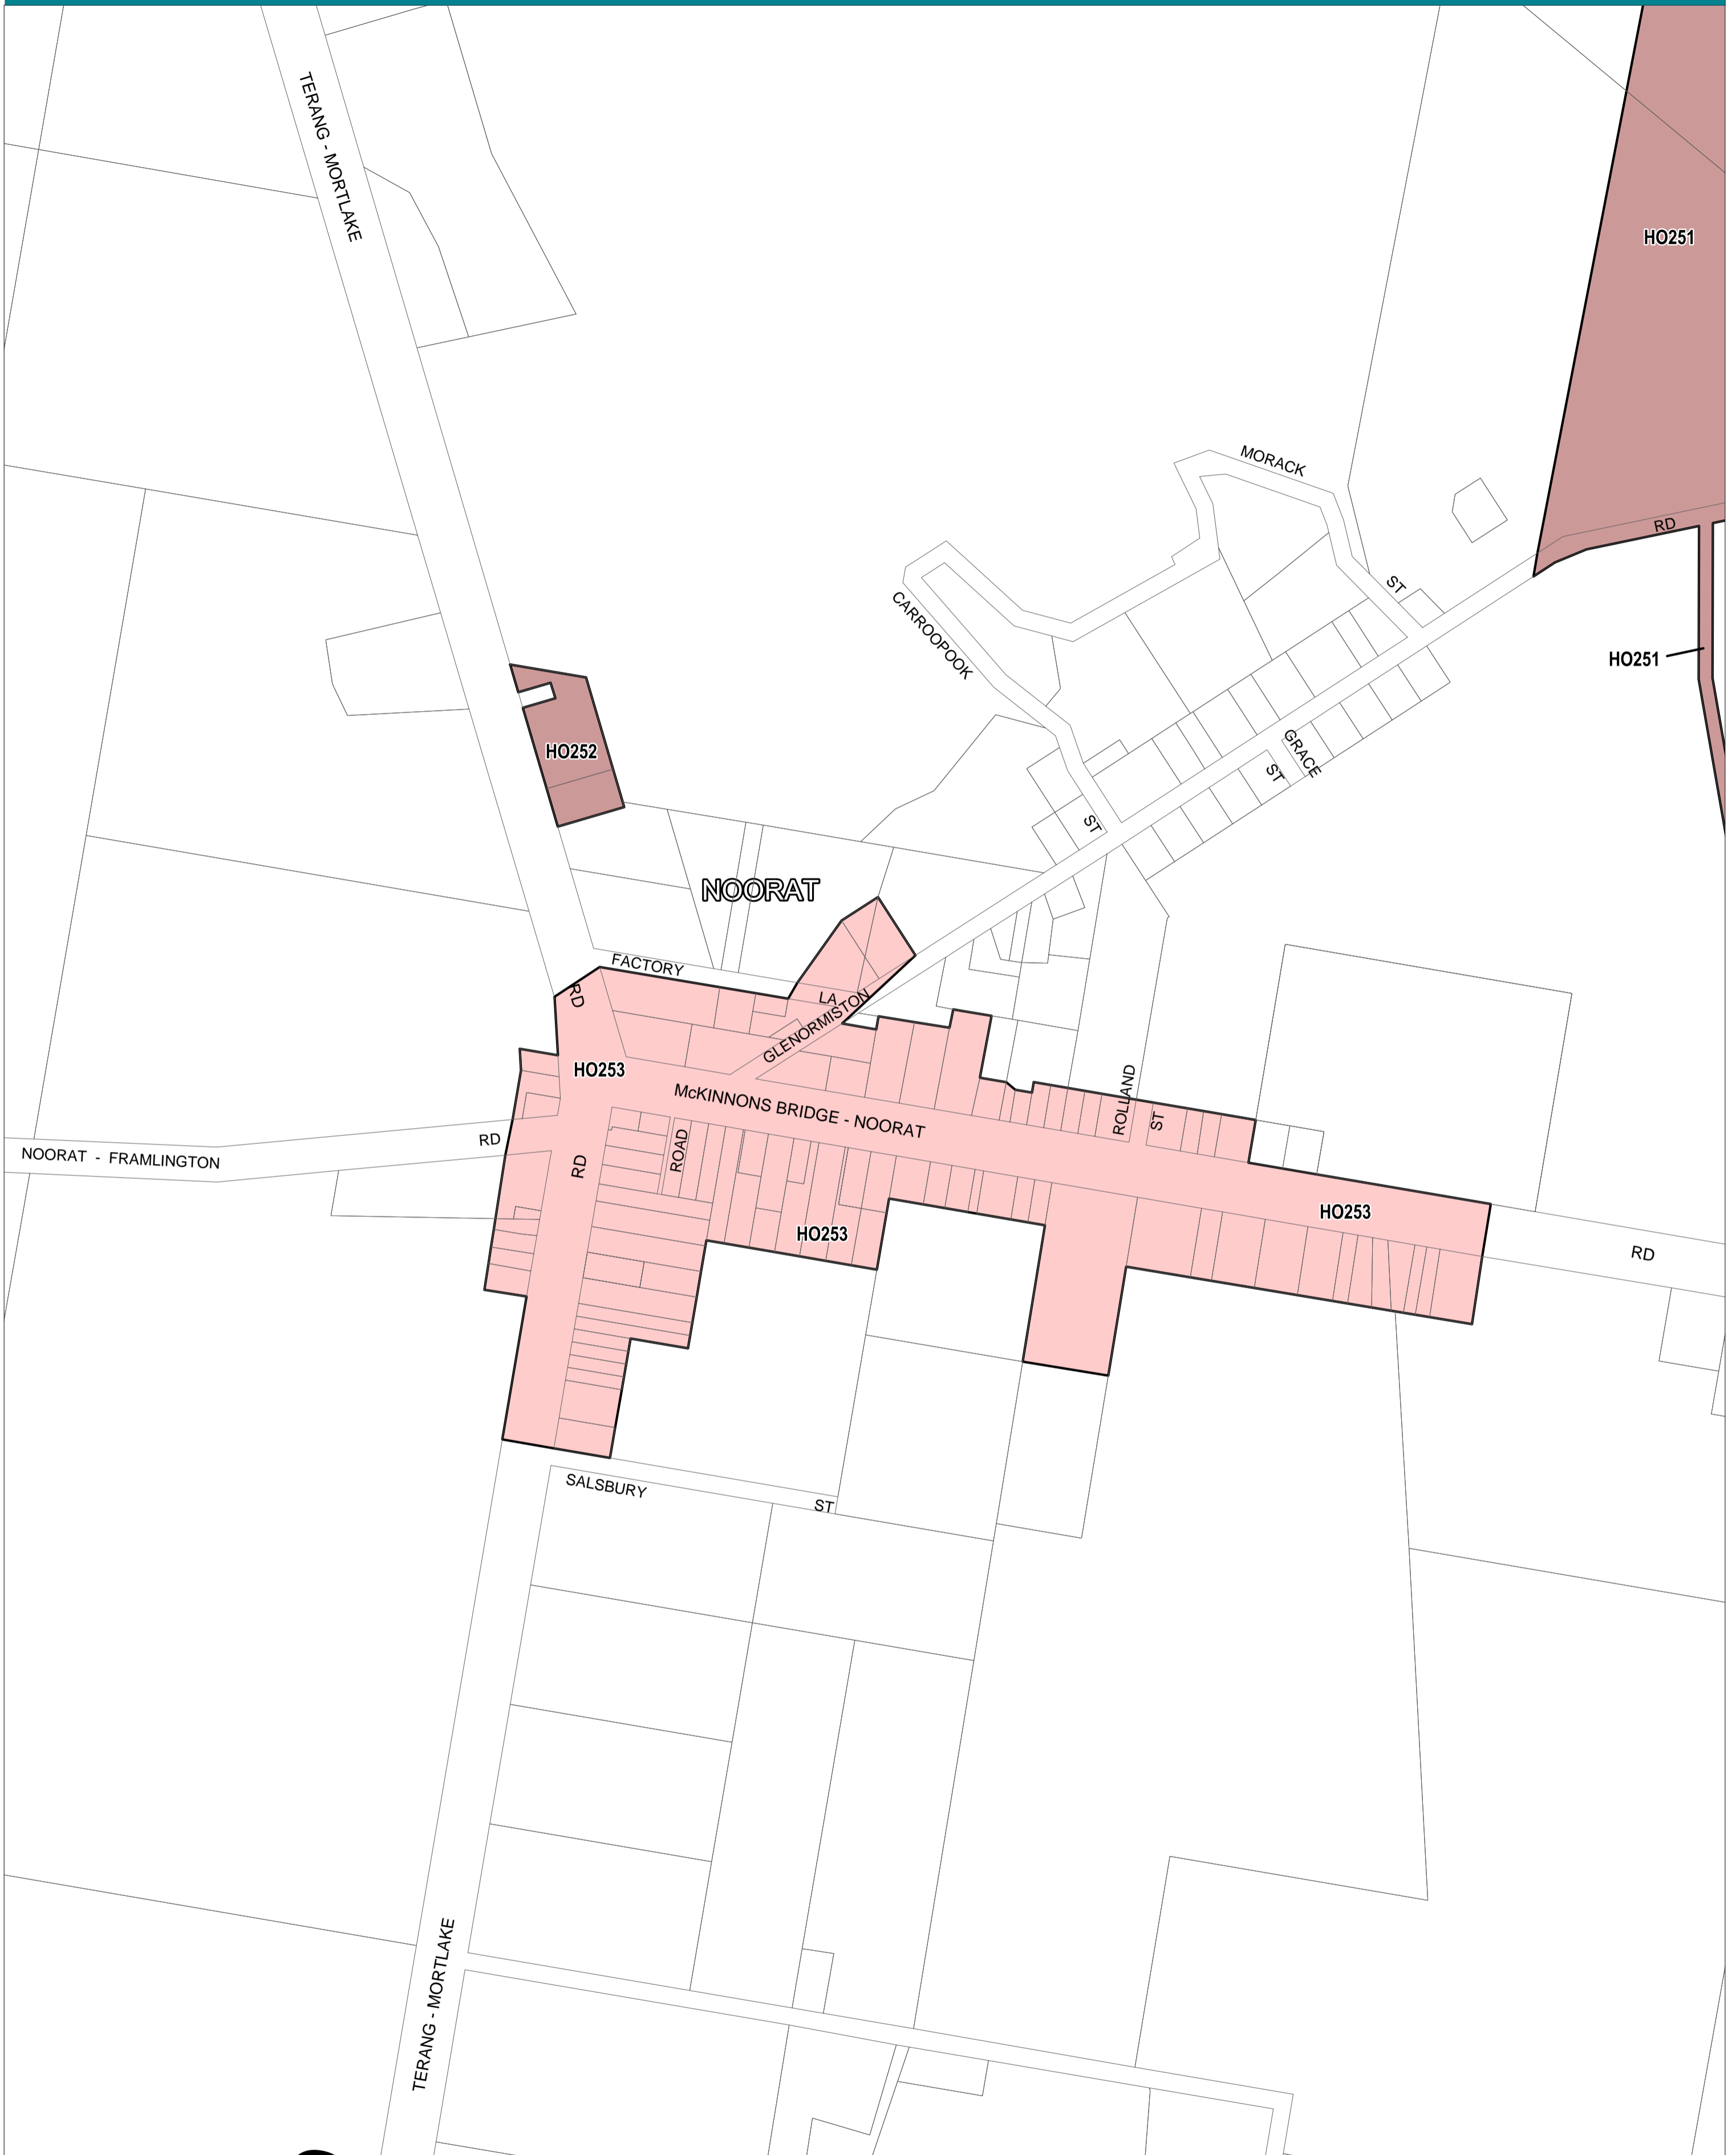 TERANG - MORTLAKE
HO251
MORACK
RD
ST
CARROOPOOK
HO251
HO252
GRACE
ST
ST
NOORAT
FACTORY
RD
LA
GLENORMISTON
HO253
McKINNONS BRIDGE - NOORAT
ROLLAND
ST
RD
NOORAT - FRAMLINGTON
ROAD
RD
HO253
HO253
RD
SALSBURY
ST
TERANG - MORTLAKE